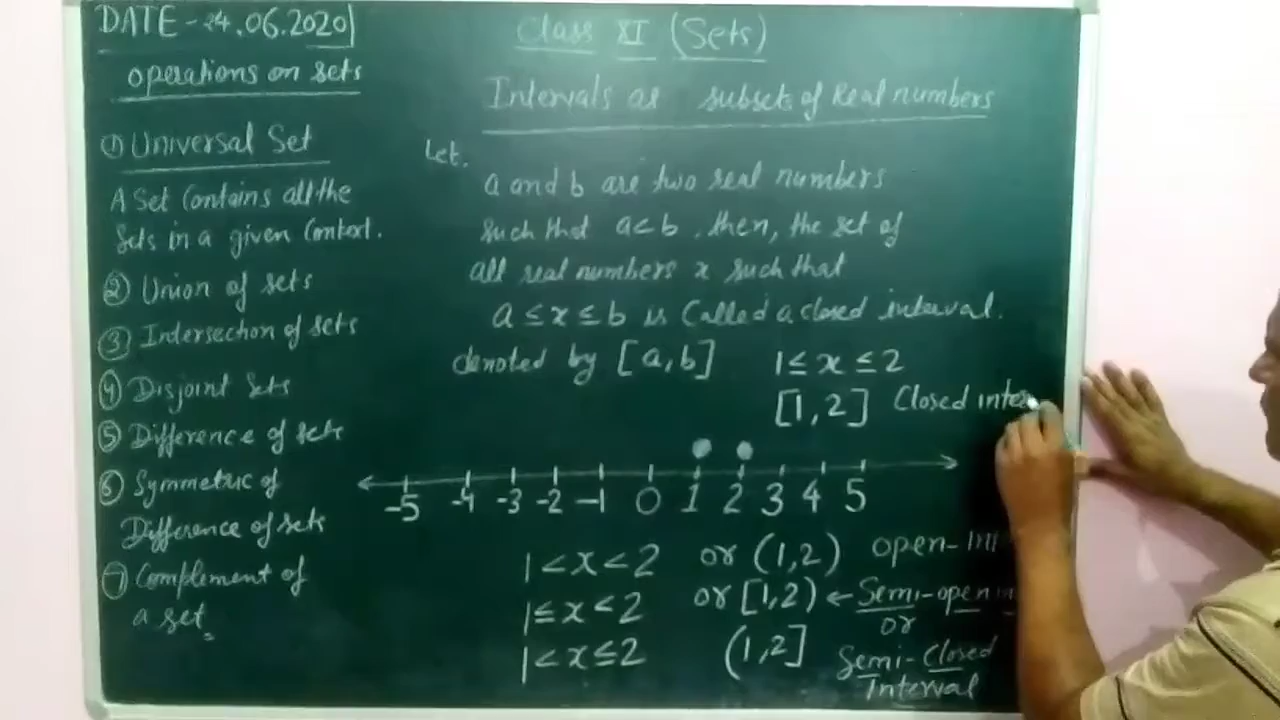 DATE - 24.06.2020
operations on sets
① Universal Set
A Set Contains all the
Sets in a given Context.
② Union of sets
③ Intersection of sets
④ Disjoint Sets
⑤ Difference of sets
⑥ Symmetric of
Difference of sets
⑦ Complement of
a set
Class XI (Sets)
Intervals as subsets of Real numbers
Let.
a and b are two real numbers
such that a<b, then, the set of
all real numbers x such that
a ≤ x ≤ b is Called a closed interval.
denoted by [a,b] 1 ≤ x ≤ 2
[1,2] Closed inte
-5 -4 -3 -2 -1 0 1 2 3 4 5
1 < x < 2 or (1,2) open-In
1 ≤ x < 2 or [1,2) ← Semi-open in
or
1 < x ≤ 2 (1,2] Semi-Closed
Interval